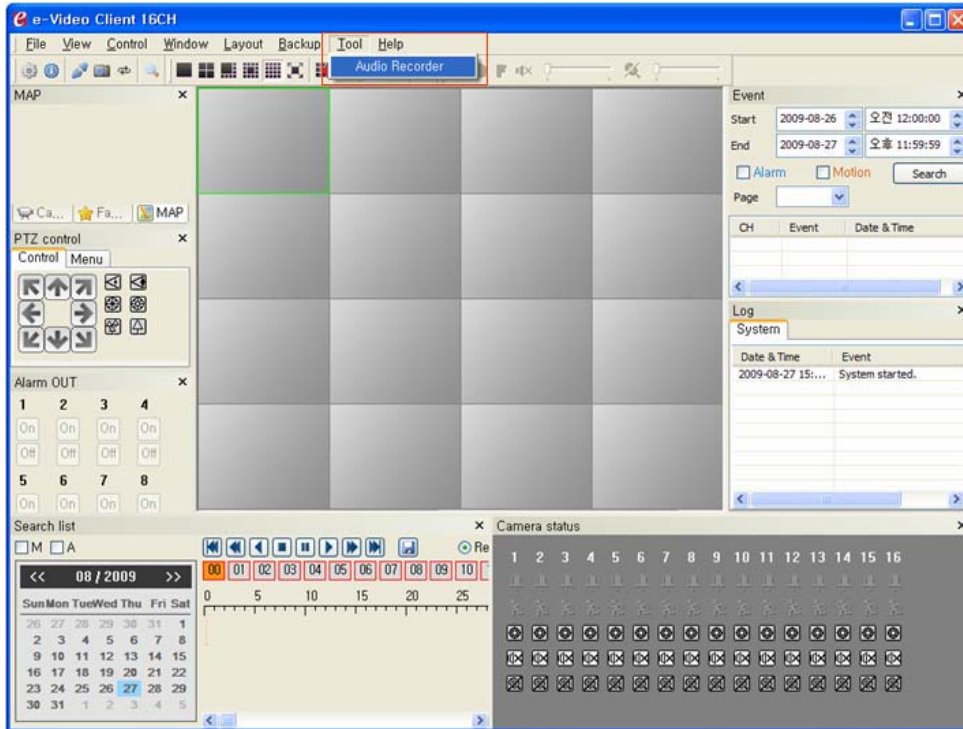 e-Video Client 16CH
File View Control Window Layout Backup Tool Help
Audio Recorder
MAP
Ca... Fa... MAP
PTZ control
Control Menu
Alarm OUT
1 2 3 4
On On On On
Off Off Off Off
5 6 7 8
On On On On
Event
Start 2009-08-26 오전 12:00:00
End 2009-08-27 오후 11:59:59
Alarm Motion Search
Page
CH Event Date & Time
Log
System
Date & Time Event
2009-08-27 15:... System started.
Search list
M A
<< 08 / 2009 >>
Sun Mon Tue Wed Thu Fri Sat
26 27 28 29 30 31 1
2 3 4 5 6 7 8
9 10 11 12 13 14 15
16 17 18 19 20 21 22
23 24 25 26 27 28 29
30 31 1 2 3 4 5
Re
00 01 02 03 04 05 06 07 08 09 10
0 5 10 15 20 25
Camera status
1 2 3 4 5 6 7 8 9 10 11 12 13 14 15 16